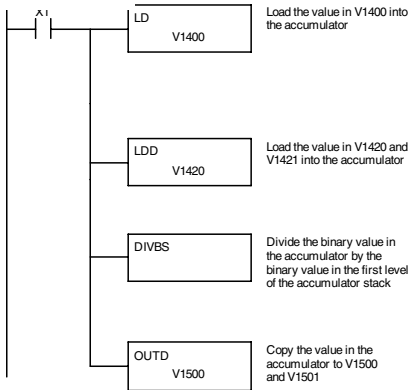 X1
LD
V1400
Load the value in V1400 into
the accumulator
LDD
V1420
Load the value in V1420 and
V1421 into the accumulator
DIVBS
Divide the binary value in
the accumulator by the
binary value in the first level
of the accumulator stack
OUTD
V1500
Copy the value in the
accumulator to V1500
and V1501